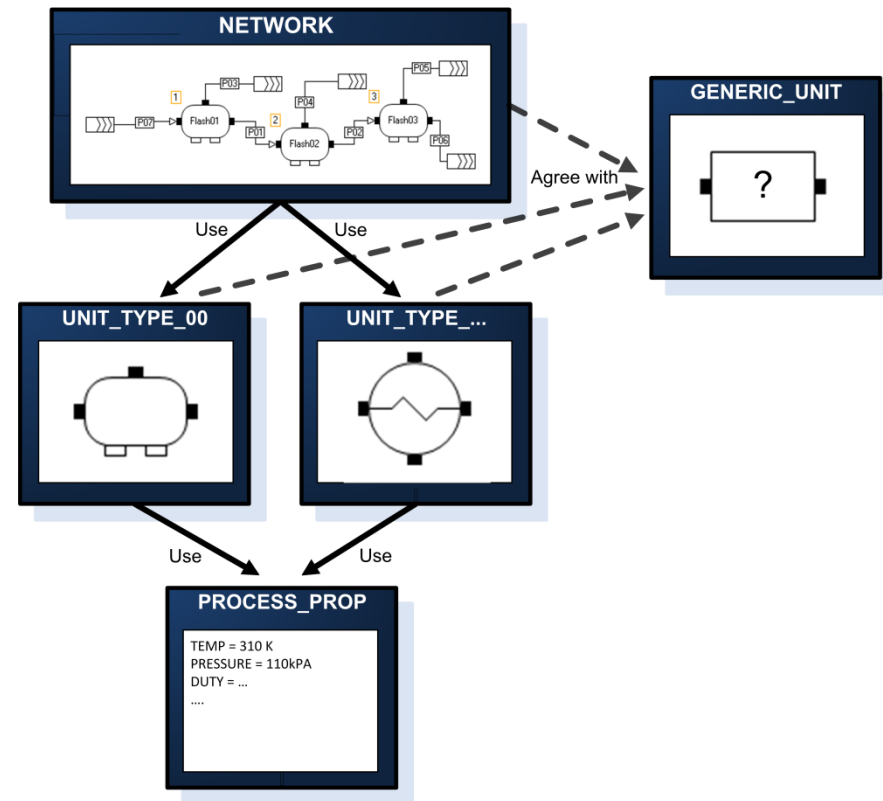 NETWORK
P03
P05
1
P04
3
GENERIC_UNIT
P07
Flash01
2
P01
Flash02
P02
Flash03
P06
?
Agree with
Use
Use
UNIT_TYPE_00
UNIT_TYPE_...
Use
Use
PROCESS_PROP
TEMP = 310 K
PRESSURE = 110kPA
DUTY = ...
....